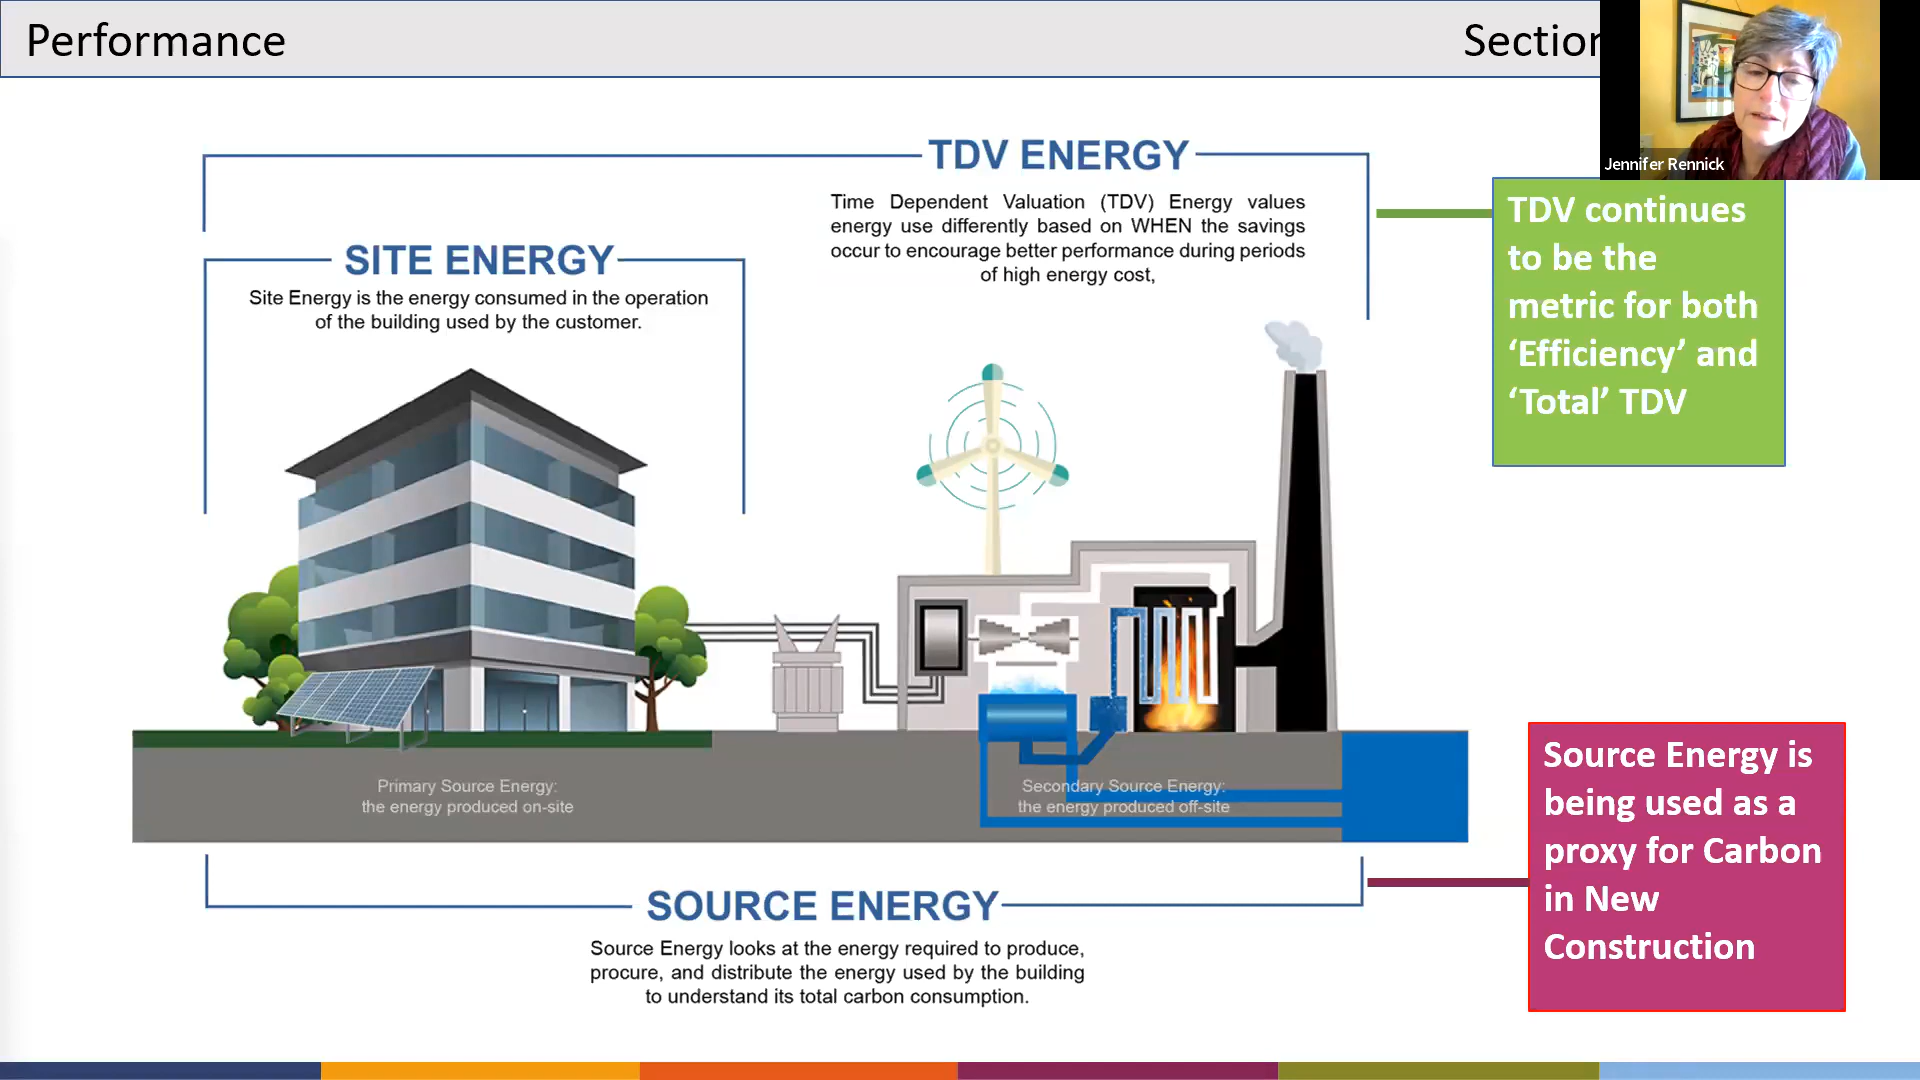 Performance
Section
Jennifer Rennick
TDV ENERGY
Time Dependent Valuation (TDV) Energy values
energy use differently based on WHEN the savings
occur to encourage better performance during periods
of high energy cost,
SITE ENERGY
Site Energy is the energy consumed in the operation
of the building used by the customer.
TDV continues
to be the
metric for both
‘Efficiency’ and
‘Total’ TDV
Primary Source Energy:
the energy produced on-site
Secondary Source Energy:
the energy produced off-site
SOURCE ENERGY
Source Energy looks at the energy required to produce,
procure, and distribute the energy used by the building
to understand its total carbon consumption.
Source Energy is
being used as a
proxy for Carbon
in New
Construction